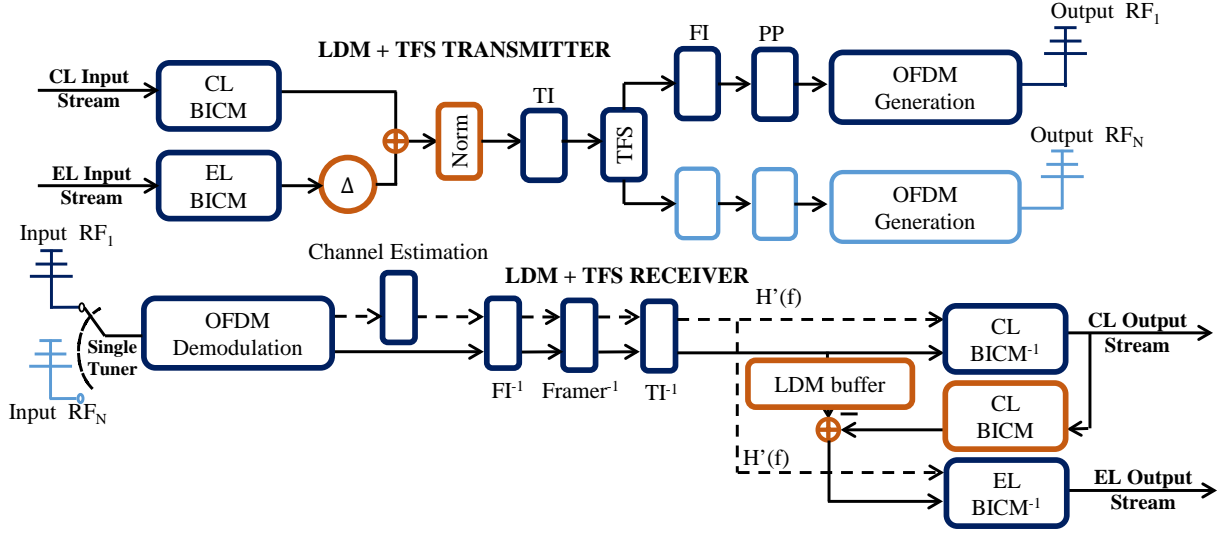 LDM + TFS TRANSMITTER
Output RF1
CL Input
Stream
CL
BICM
EL Input
Stream
EL
BICM
Δ
Norm
TI
TFS
FI
PP
OFDM
Generation
Output RFN
OFDM
Generation
LDM + TFS RECEIVER
Input RF1
Single
Tuner
Input RFN
OFDM
Demodulation
Channel Estimation
FI-1
Framer-1
TI-1
H'(f)
CL
BICM-1
CL Output
Stream
LDM buffer
CL
BICM
H'(f)
EL
BICM-1
EL Output
Stream